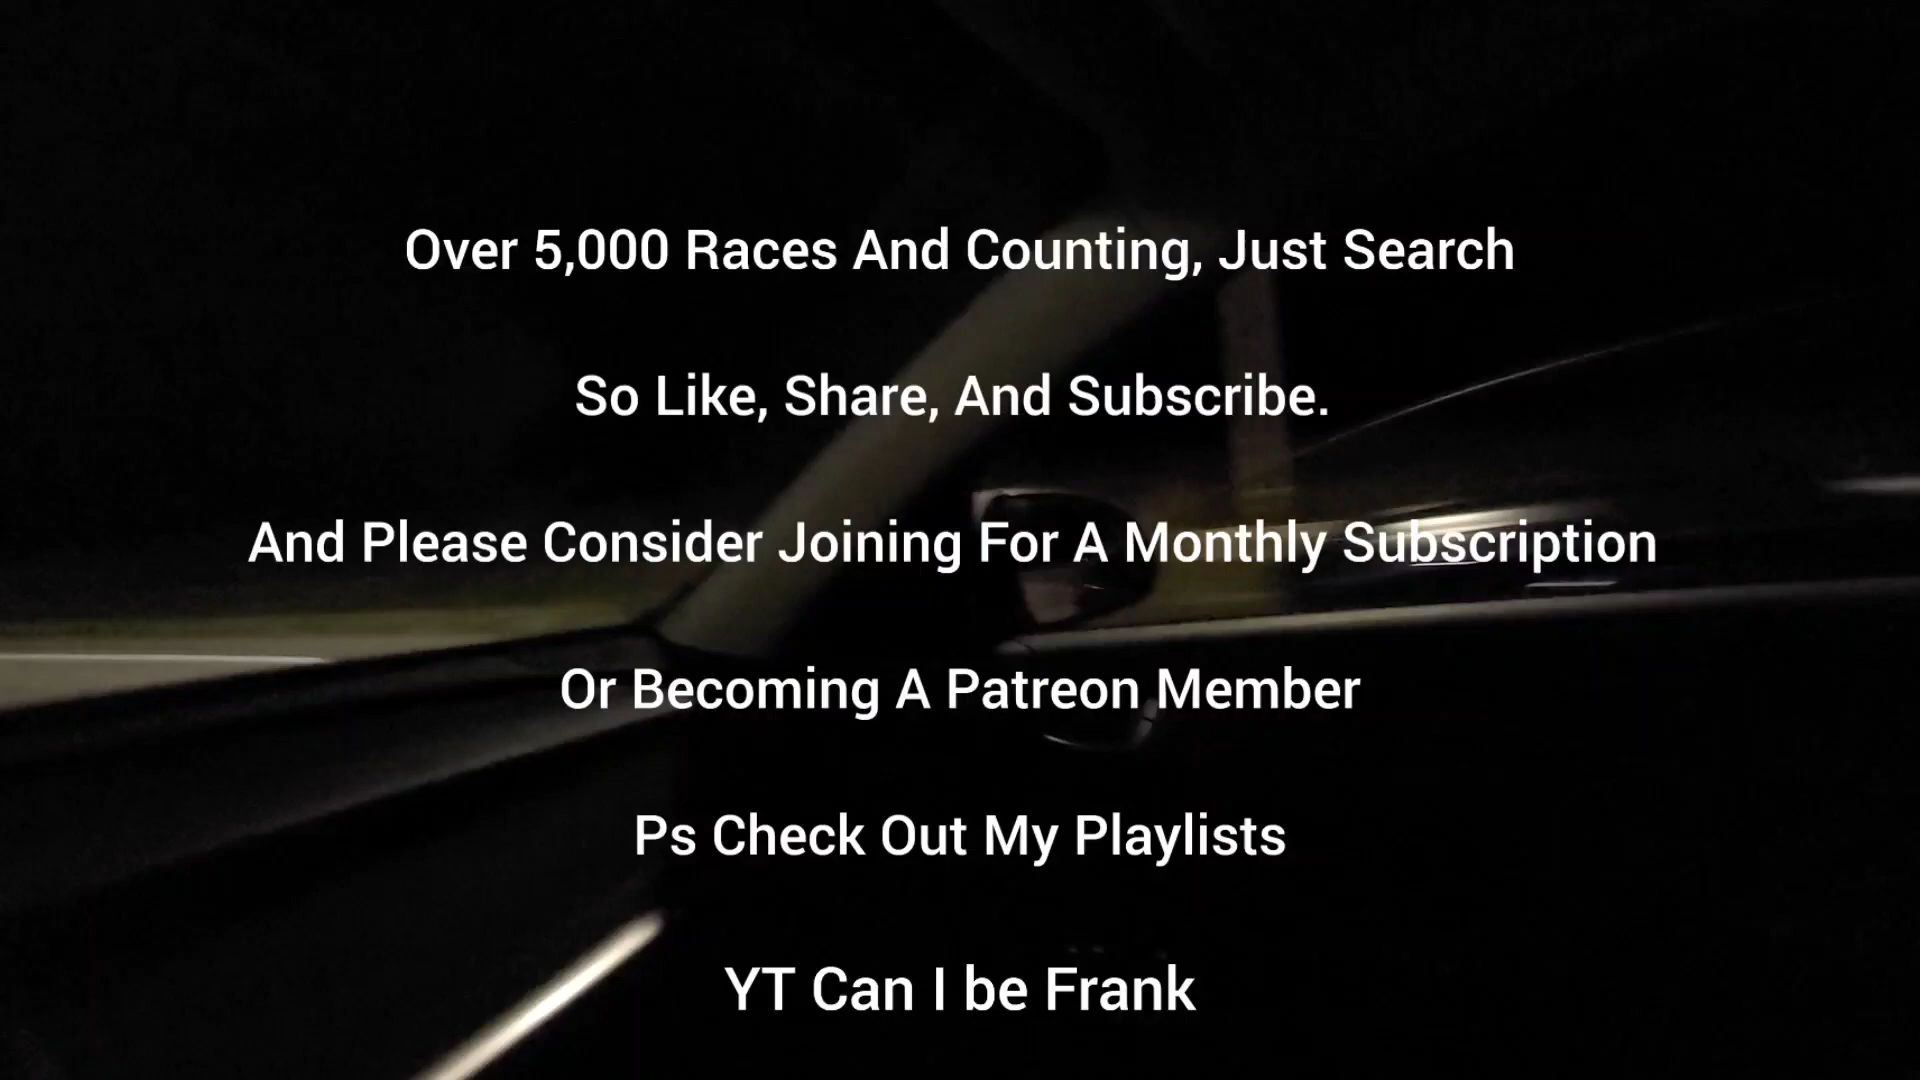 Over 5,000 Races And Counting, Just Search
So Like, Share, And Subscribe.
And Please Consider Joining For A Monthly Subscription
Or Becoming A Patreon Member
Ps Check Out My Playlists
YT Can I be Frank